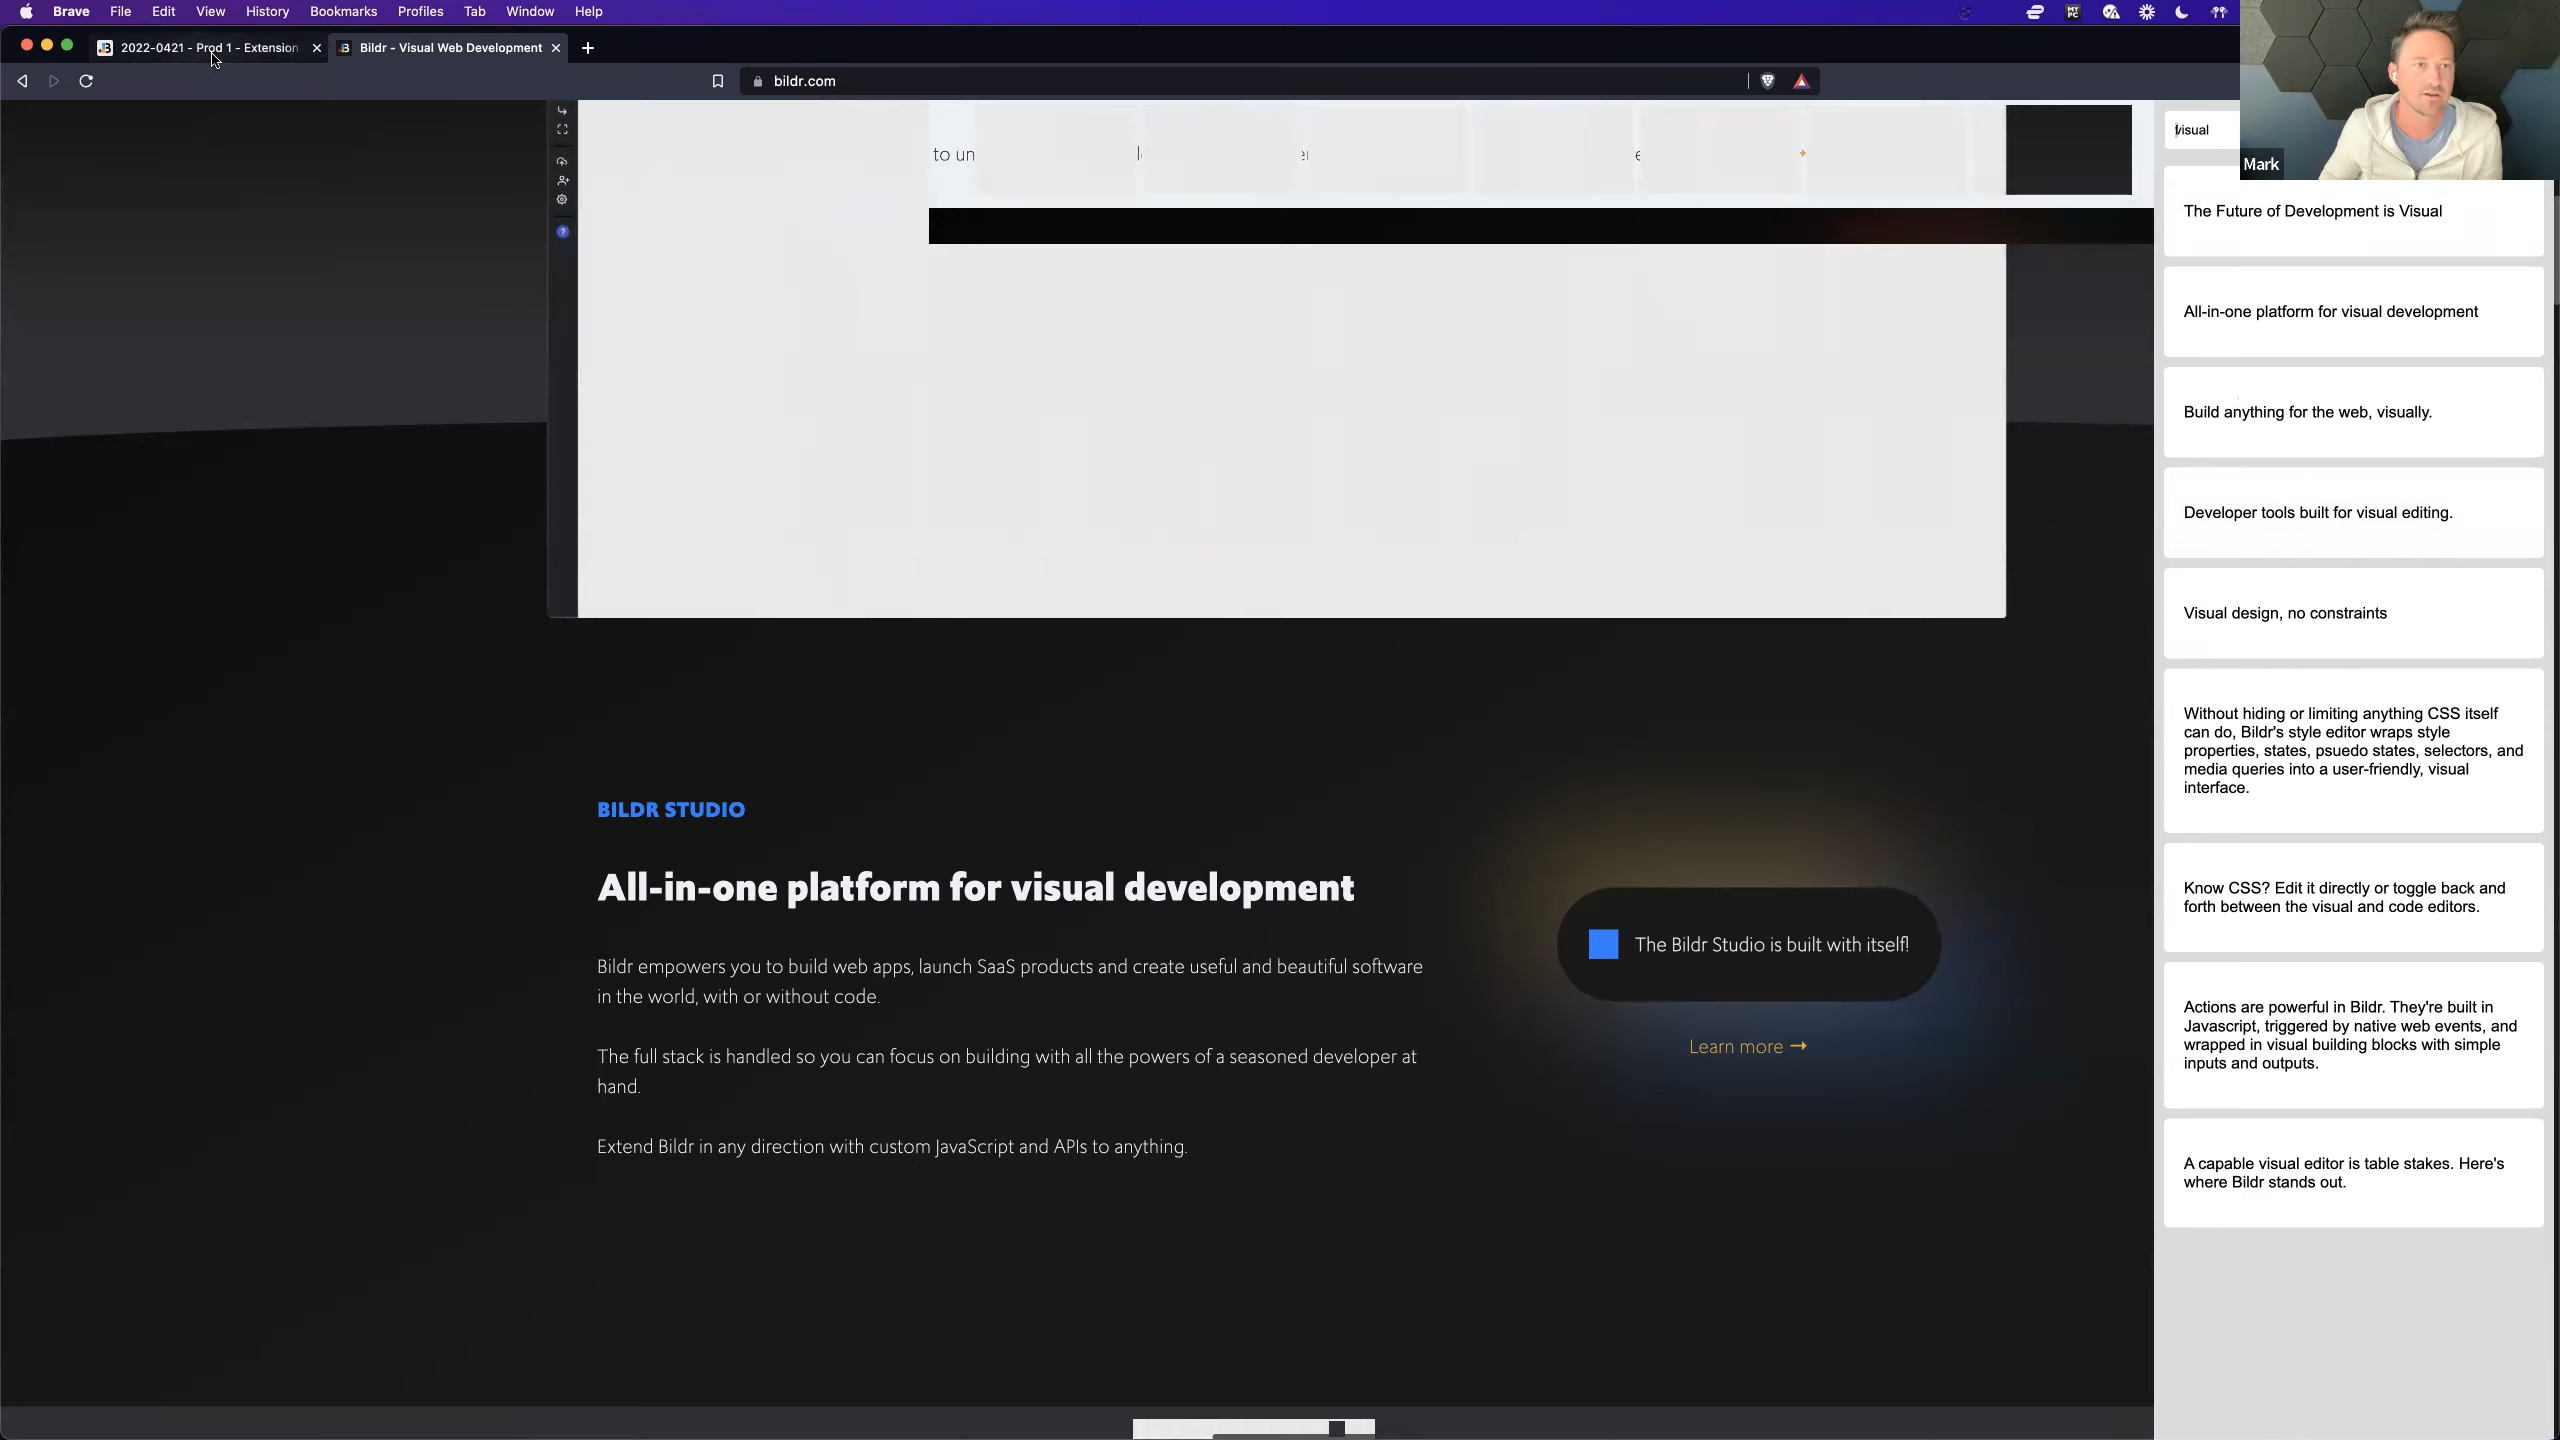 Brave File Edit View History Bookmarks Profiles Tab Window Help
2022-0421 - Prod 1 - Extension
Bildr - Visual Web Development
bildr.com
to un
BILDR STUDIO
All-in-one platform for visual development
Bildr empowers you to build web apps, launch SaaS products and create useful and beautiful software
in the world, with or without code.
The full stack is handled so you can focus on building with all the powers of a seasoned developer at
hand.
Extend Bildr in any direction with custom JavaScript and APIs to anything.
The Bildr Studio is built with itself!
Learn more →
Mark
visual
The Future of Development is Visual
All-in-one platform for visual development
Build anything for the web, visually.
Developer tools built for visual editing.
Visual design, no constraints
Without hiding or limiting anything CSS itself
can do, Bildr's style editor wraps style
properties, states, psuedo states, selectors, and
media queries into a user-friendly, visual
interface.
Know CSS? Edit it directly or toggle back and
forth between the visual and code editors.
Actions are powerful in Bildr. They're built in
Javascript, triggered by native web events, and
wrapped in visual building blocks with simple
inputs and outputs.
A capable visual editor is table stakes. Here's
where Bildr stands out.